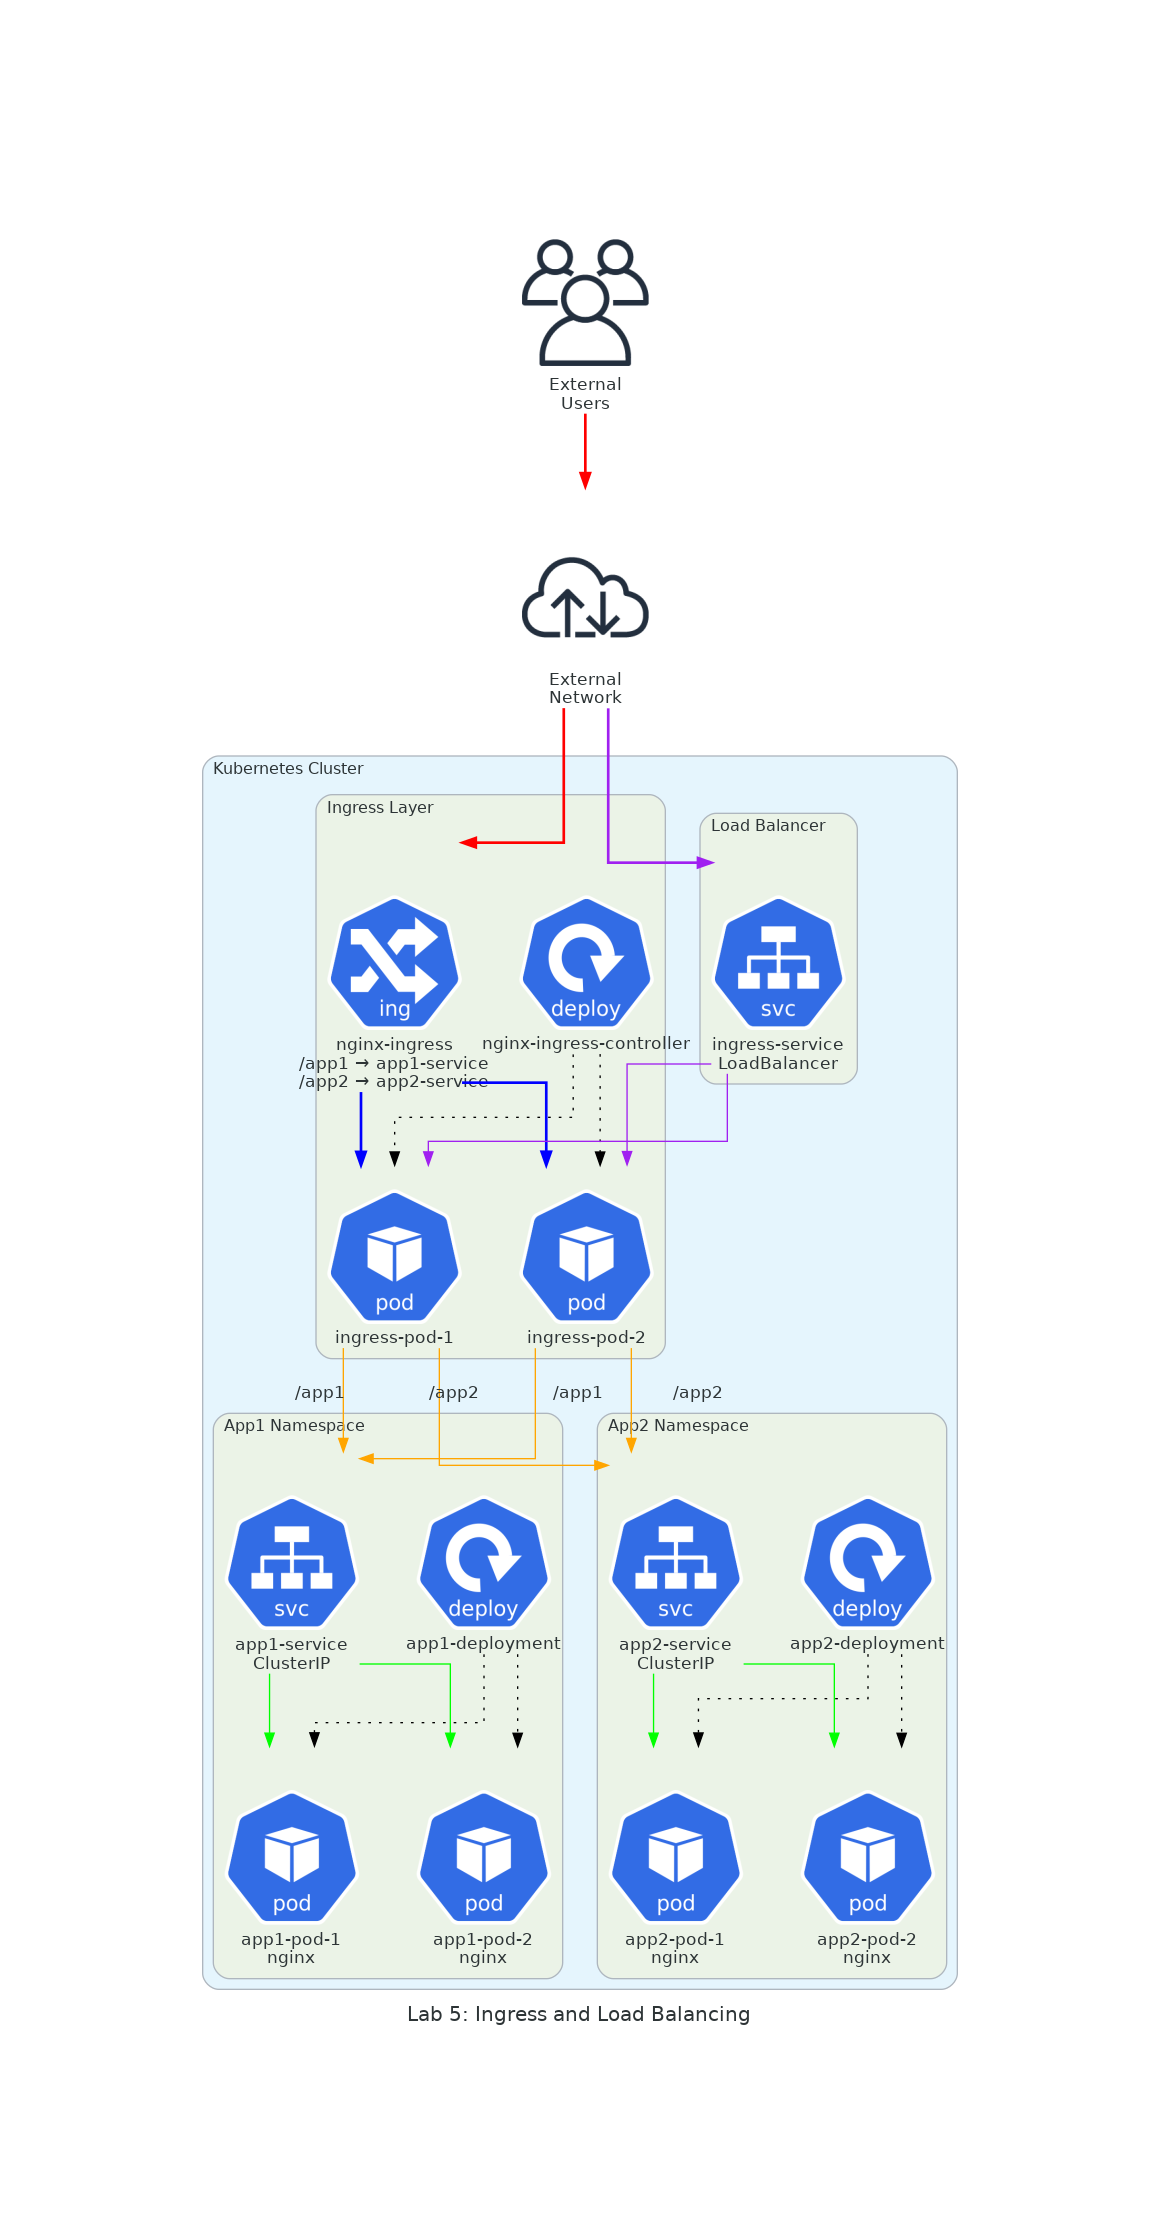 External
Users
External
Network
Kubernetes Cluster
Ingress Layer
Load Balancer
ing
deploy
svc
nginx-ingress
/app1 → app1-service
/app2 → app2-service
nginx-ingress-controller
ingress-service
LoadBalancer
pod
pod
ingress-pod-1
ingress-pod-2
/app1
/app2
/app1
/app2
App1 Namespace
App2 Namespace
svc
deploy
svc
deploy
app1-service
ClusterIP
app1-deployment
app2-service
ClusterIP
app2-deployment
pod
pod
pod
pod
app1-pod-1
nginx
app1-pod-2
nginx
app2-pod-1
nginx
app2-pod-2
nginx
Lab 5: Ingress and Load Balancing